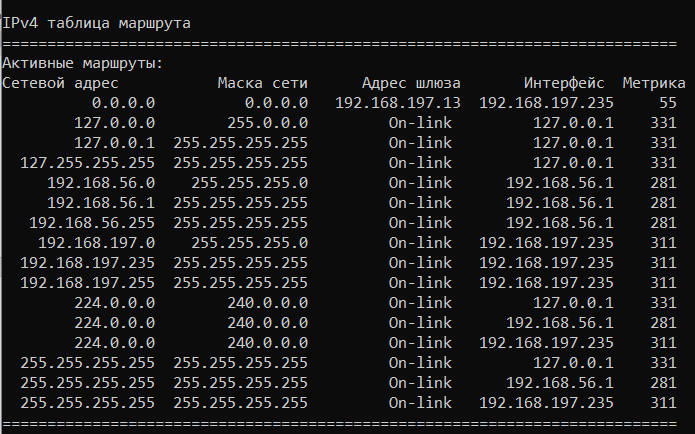 IPv4 таблица маршрута
===========================================================================
Активные маршруты:
Сетевой адрес           Маска сети      Адрес шлюза       Интерфейс  Метрика
          0.0.0.0          0.0.0.0   192.168.197.13  192.168.197.235     55
        127.0.0.0        255.0.0.0         On-link         127.0.0.1    331
        127.0.0.1  255.255.255.255         On-link         127.0.0.1    331
  127.255.255.255  255.255.255.255         On-link         127.0.0.1    331
     192.168.56.0    255.255.255.0         On-link      192.168.56.1    281
     192.168.56.1  255.255.255.255         On-link      192.168.56.1    281
   192.168.56.255  255.255.255.255         On-link      192.168.56.1    281
    192.168.197.0    255.255.255.0         On-link   192.168.197.235    311
  192.168.197.235  255.255.255.255         On-link   192.168.197.235    311
  192.168.197.255  255.255.255.255         On-link   192.168.197.235    311
        224.0.0.0        240.0.0.0         On-link         127.0.0.1    331
        224.0.0.0        240.0.0.0         On-link      192.168.56.1    281
        224.0.0.0        240.0.0.0         On-link   192.168.197.235    311
  255.255.255.255  255.255.255.255         On-link         127.0.0.1    331
  255.255.255.255  255.255.255.255         On-link      192.168.56.1    281
  255.255.255.255  255.255.255.255         On-link   192.168.197.235    311
===========================================================================